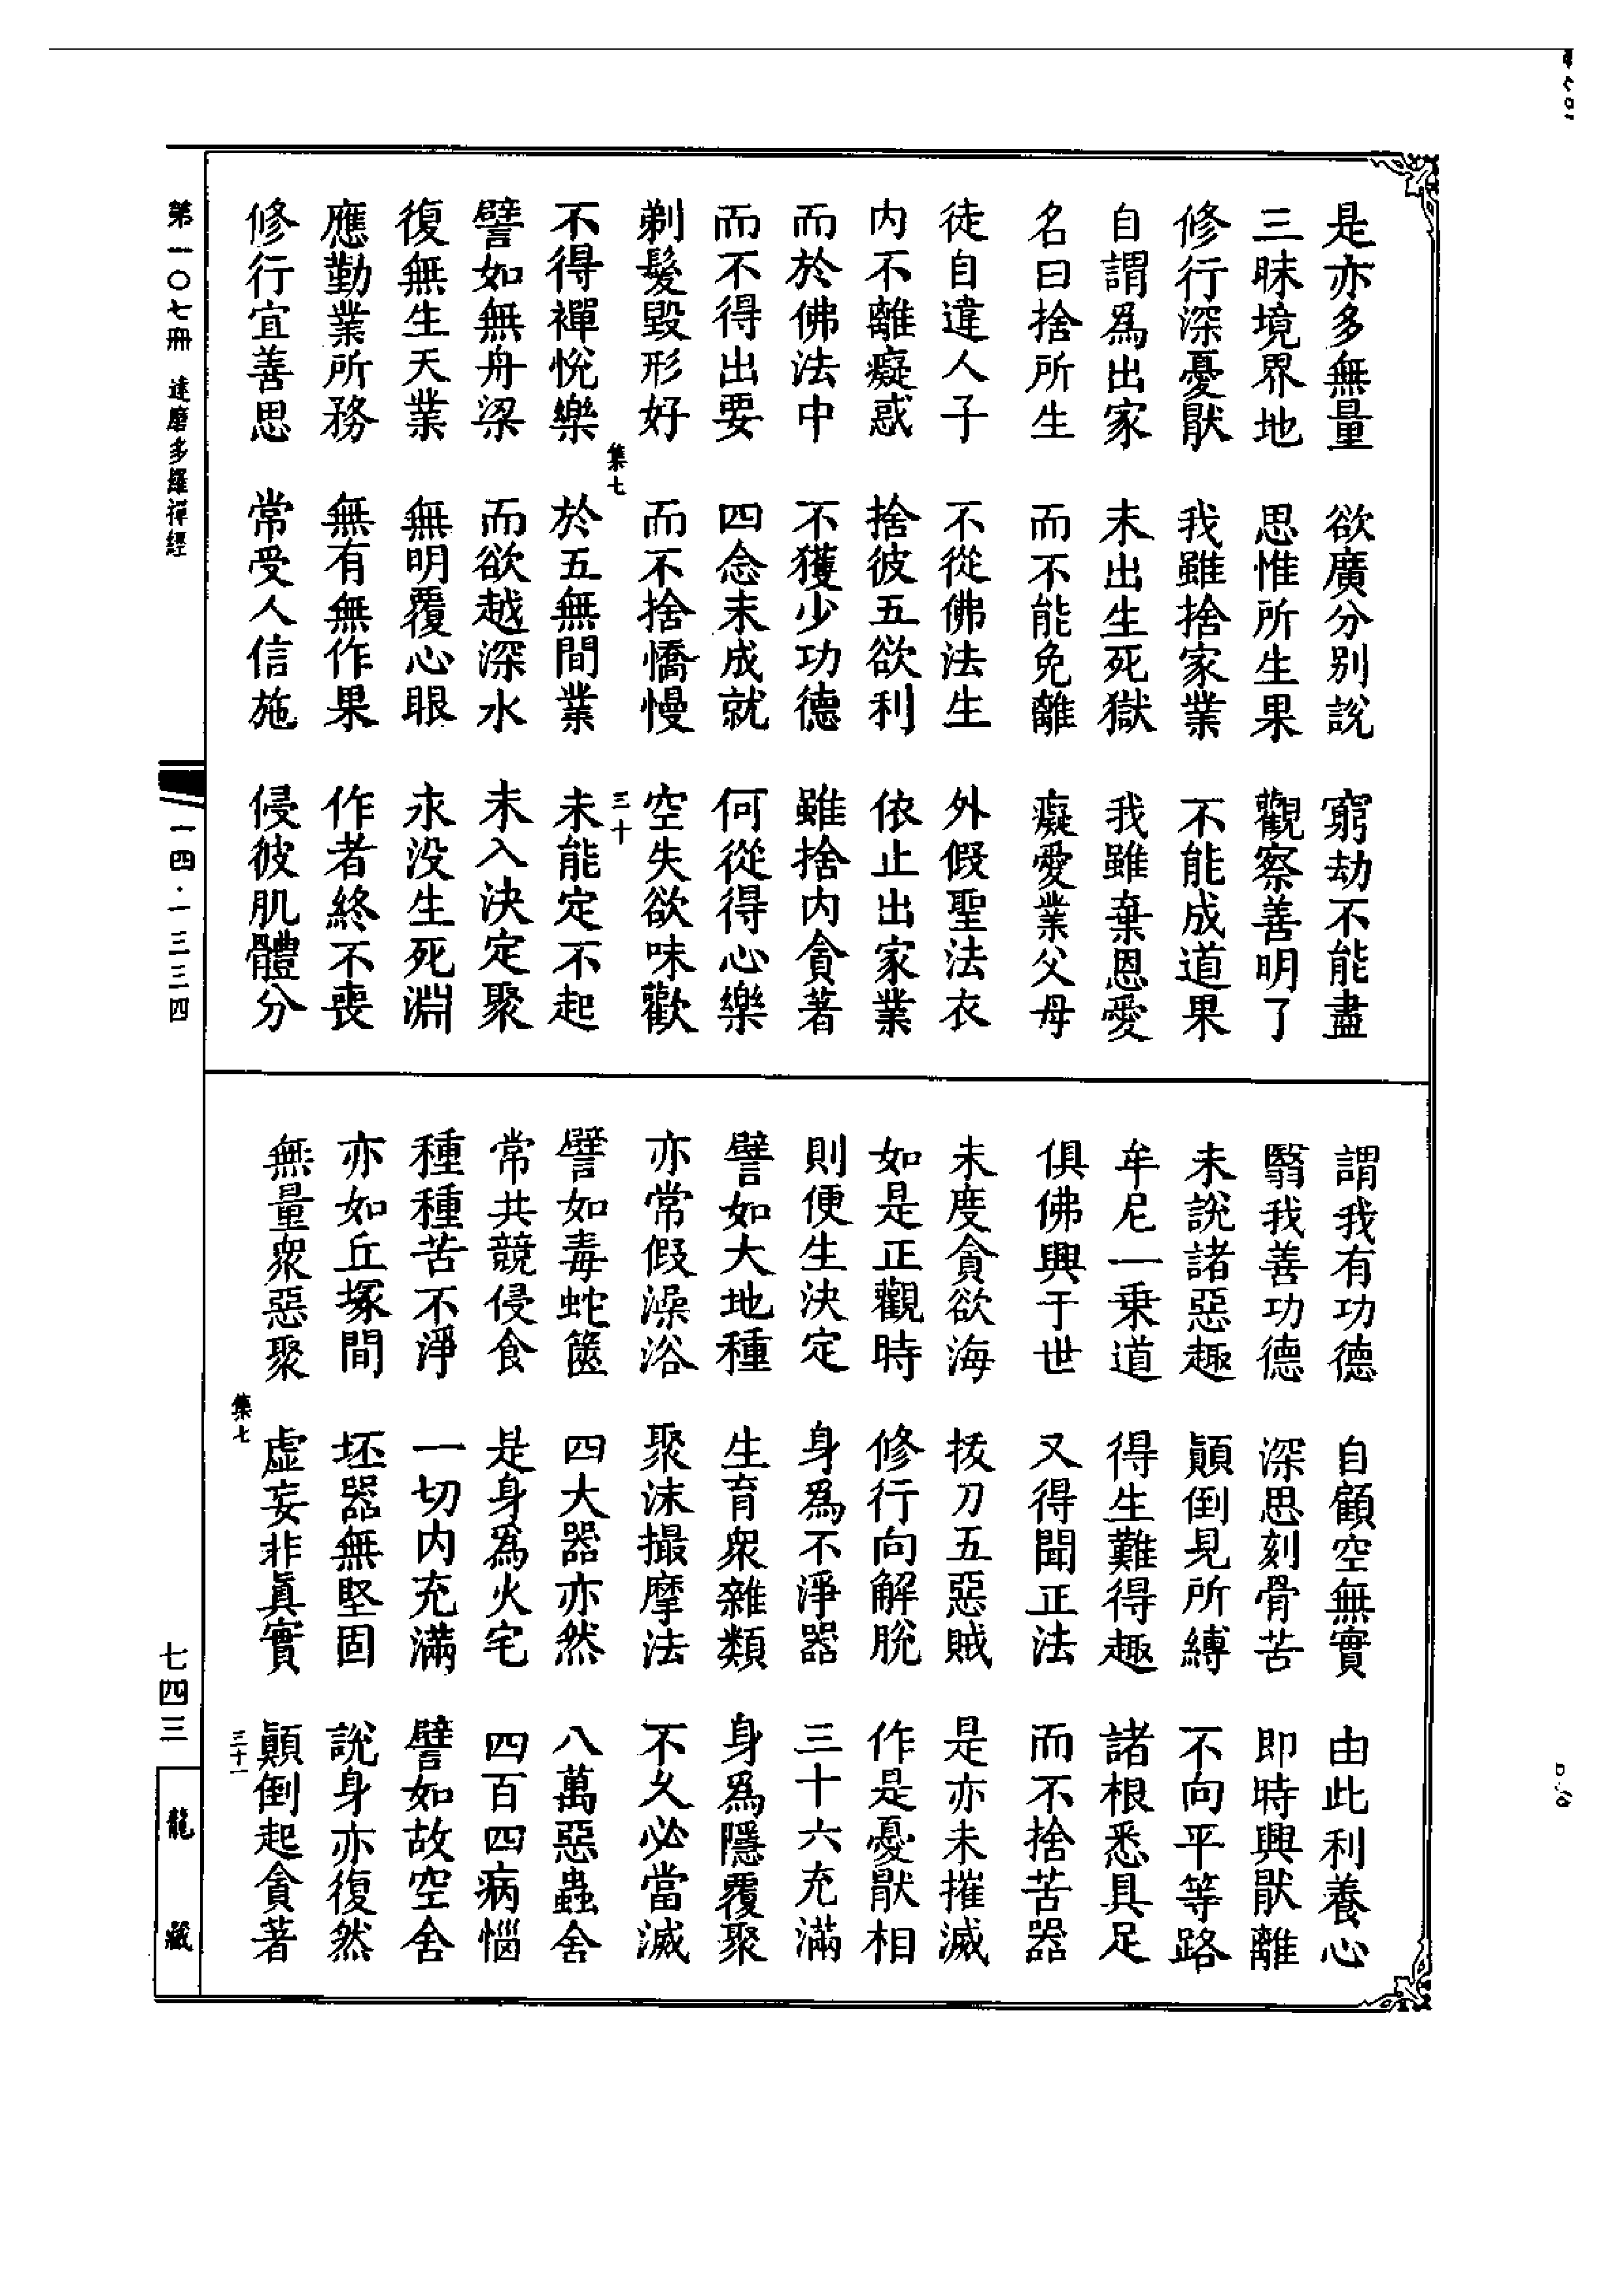 是亦多無量　欲廣分別說　窮劫不能盡
三昧境界地　思惟所生果　觀察善明了
修行深憂厭　我雖捨家業　不能成道果
自謂爲出家　未出生死獄　我雖棄恩愛
名曰捨所生　而不能免離　癡愛業父母
徒自違人子　不從佛法生　外假聖法衣
内不離癡惑　捨彼五欲利　依止出家業
而於佛法中　不獲少功德　雖捨内貪著
而不得出要　四念未成就　何從得心樂
剃髮毀形好　而不捨憍慢　空失欲味歡
集七　三十
不得禪悅樂　於五無間業　未能定不起
譬如無舟梁　而欲越深水　未入決定聚
復無生天業　無明覆心眼　永没生死淵
應勤業所務　無有無作果　作者終不喪
修行宜善思　常受人信施　侵彼肌體分
謂我有功德　自顧空無實　由此利養心
翳我善功德　深思刻骨苦　即時興厭離
未說諸惡趣　顛倒見所縛　不向平等路
牟尼一乗道　得生難得趣　諸根悉具足
俱佛興于世　又得聞正法　而不捨苦器
未度貪欲海　拔刀五惡賊　是亦未摧滅
如是正觀時　修行向解脫　作是憂厭相
則便生決定　身爲不淨器　三十六充滿
譬如大地種　生育衆雜類　身爲隱覆聚
亦常假澡浴　聚沫撮摩法　不久必當滅
譬如毒蛇篋　四大器亦然　八萬惡蟲舍
常共競侵食　是身爲火宅　四百四病惱
種種苦不淨　一切内充滿　譬如故空舍
亦如丘塚間　坯器無堅固　說身亦復然
無量衆惡聚　虛妄非眞實　顛倒起貪著
集七　三十一
第一〇七冊　達磨多羅禪經
一四·一三三四
七四三
龍藏